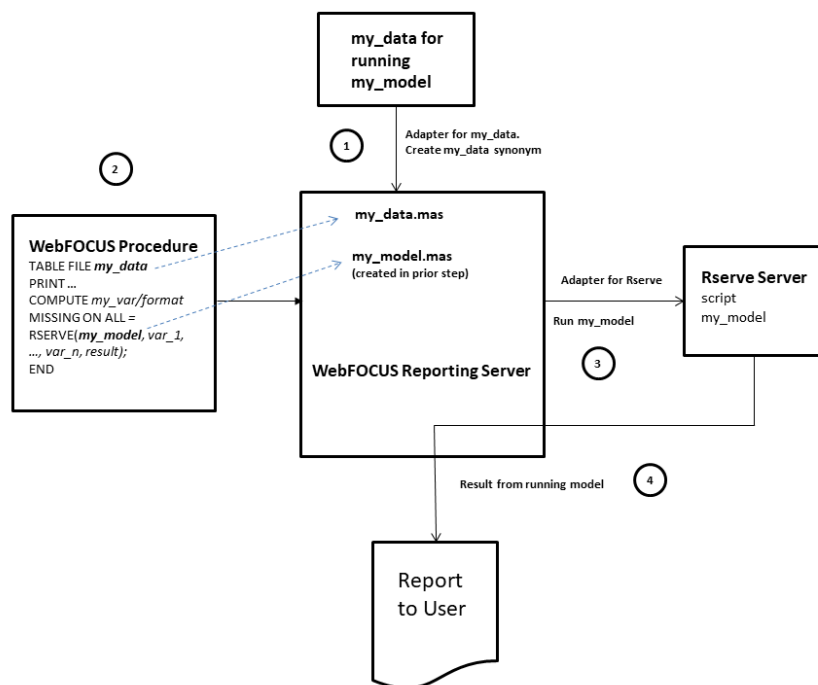 my_data for
running
my_model
1
Adapter for my_data.
Create my_data synonym
2
WebFOCUS Procedure
TABLE FILE my_data
PRINT ...
COMPUTE my_var/format
MISSING ON ALL =
RSERVE(my_model, var_1,
..., var_n, result);
END
my_data.mas
my_model.mas
(created in prior step)
WebFOCUS Reporting Server
Adapter for Rserve
Run my_model
3
Rserve Server
script
my_model
Result from running model
4
Report
to User